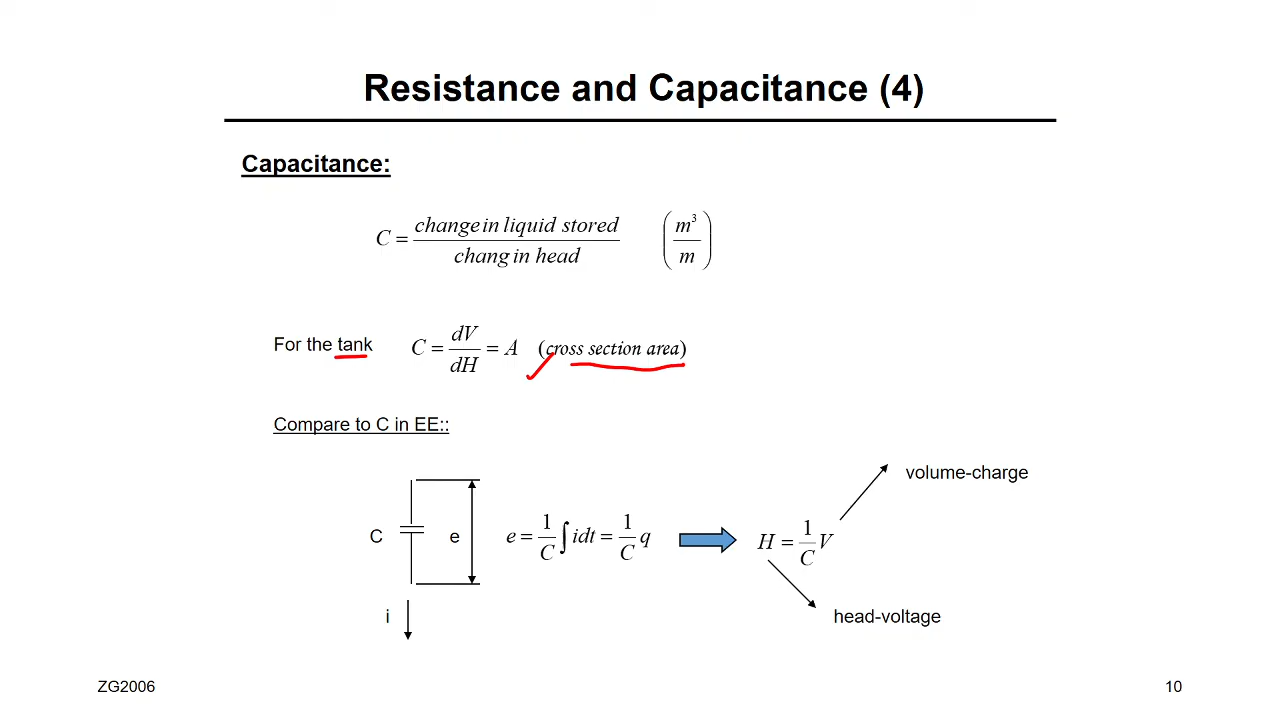 Resistance and Capacitance (4)
Capacitance:
C = change in liquid stored / chang in head (m³ / m)
For the tank C = dV / dH = A (cross section area)
Compare to C in EE::
volume-charge
C e e = 1/C ∫ idt = 1/C q H = 1/C V
i head-voltage
ZG2006 10